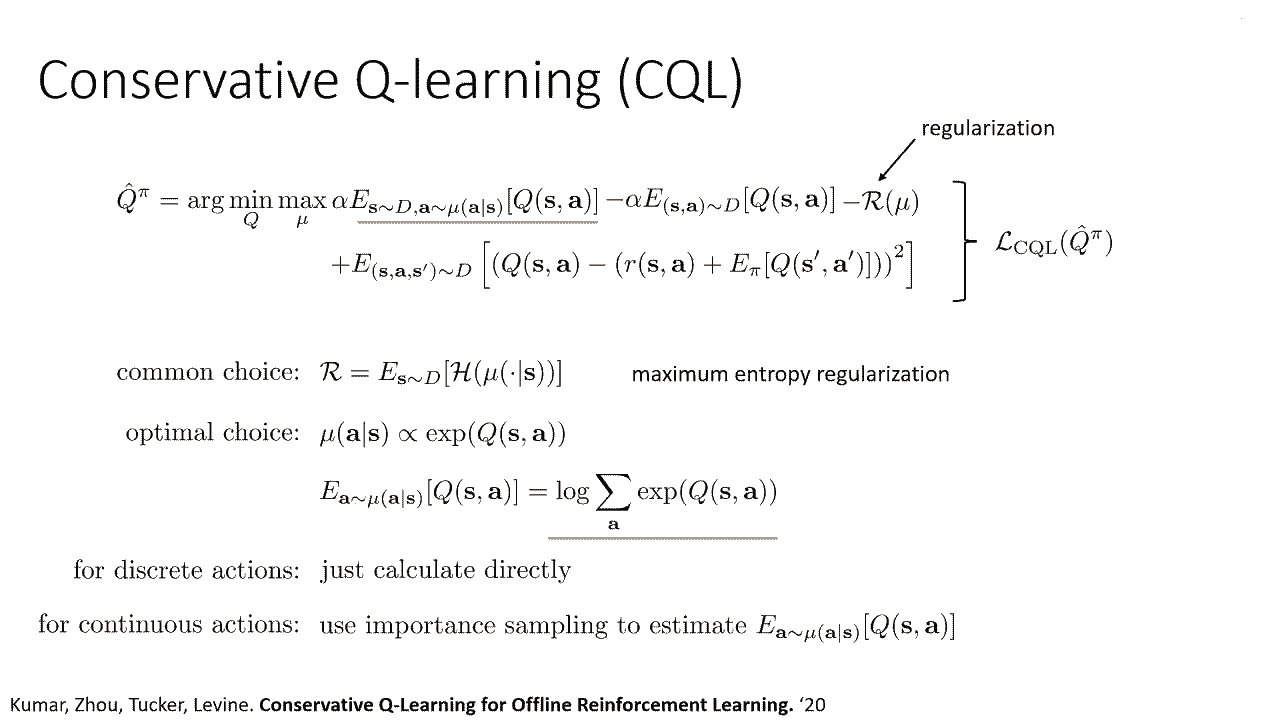 Conservative Q-learning (CQL)
regularization
$\hat{Q}^\pi = \arg\min_Q \max_\mu \alpha E_{\mathbf{s}\sim D, \mathbf{a}\sim\mu(\mathbf{a}|\mathbf{s})}[Q(\mathbf{s},\mathbf{a})] - \alpha E_{(\mathbf{s},\mathbf{a})\sim D}[Q(\mathbf{s},\mathbf{a})] - \mathcal{R}(\mu)$
$+ E_{(\mathbf{s},\mathbf{a},\mathbf{s}')\sim D}\left[(Q(\mathbf{s},\mathbf{a}) - (r(\mathbf{s},\mathbf{a}) + E_\pi[Q(\mathbf{s}',\mathbf{a}')]))^2\right]$
$\mathcal{L}_{\text{CQL}}(\hat{Q}^\pi)$
common choice: $\mathcal{R} = E_{\mathbf{s}\sim D}[\mathcal{H}(\mu(\cdot|\mathbf{s}))]$ maximum entropy regularization
optimal choice: $\mu(\mathbf{a}|\mathbf{s}) \propto \exp(Q(\mathbf{s},\mathbf{a}))$
$E_{\mathbf{a}\sim\mu(\mathbf{a}|\mathbf{s})}[Q(\mathbf{s},\mathbf{a})] = \log \sum_{\mathbf{a}} \exp(Q(\mathbf{s},\mathbf{a}))$
for discrete actions: just calculate directly
for continuous actions: use importance sampling to estimate $E_{\mathbf{a}\sim\mu(\mathbf{a}|\mathbf{s})}[Q(\mathbf{s},\mathbf{a})]$
Kumar, Zhou, Tucker, Levine. Conservative Q-Learning for Offline Reinforcement Learning. ‘20